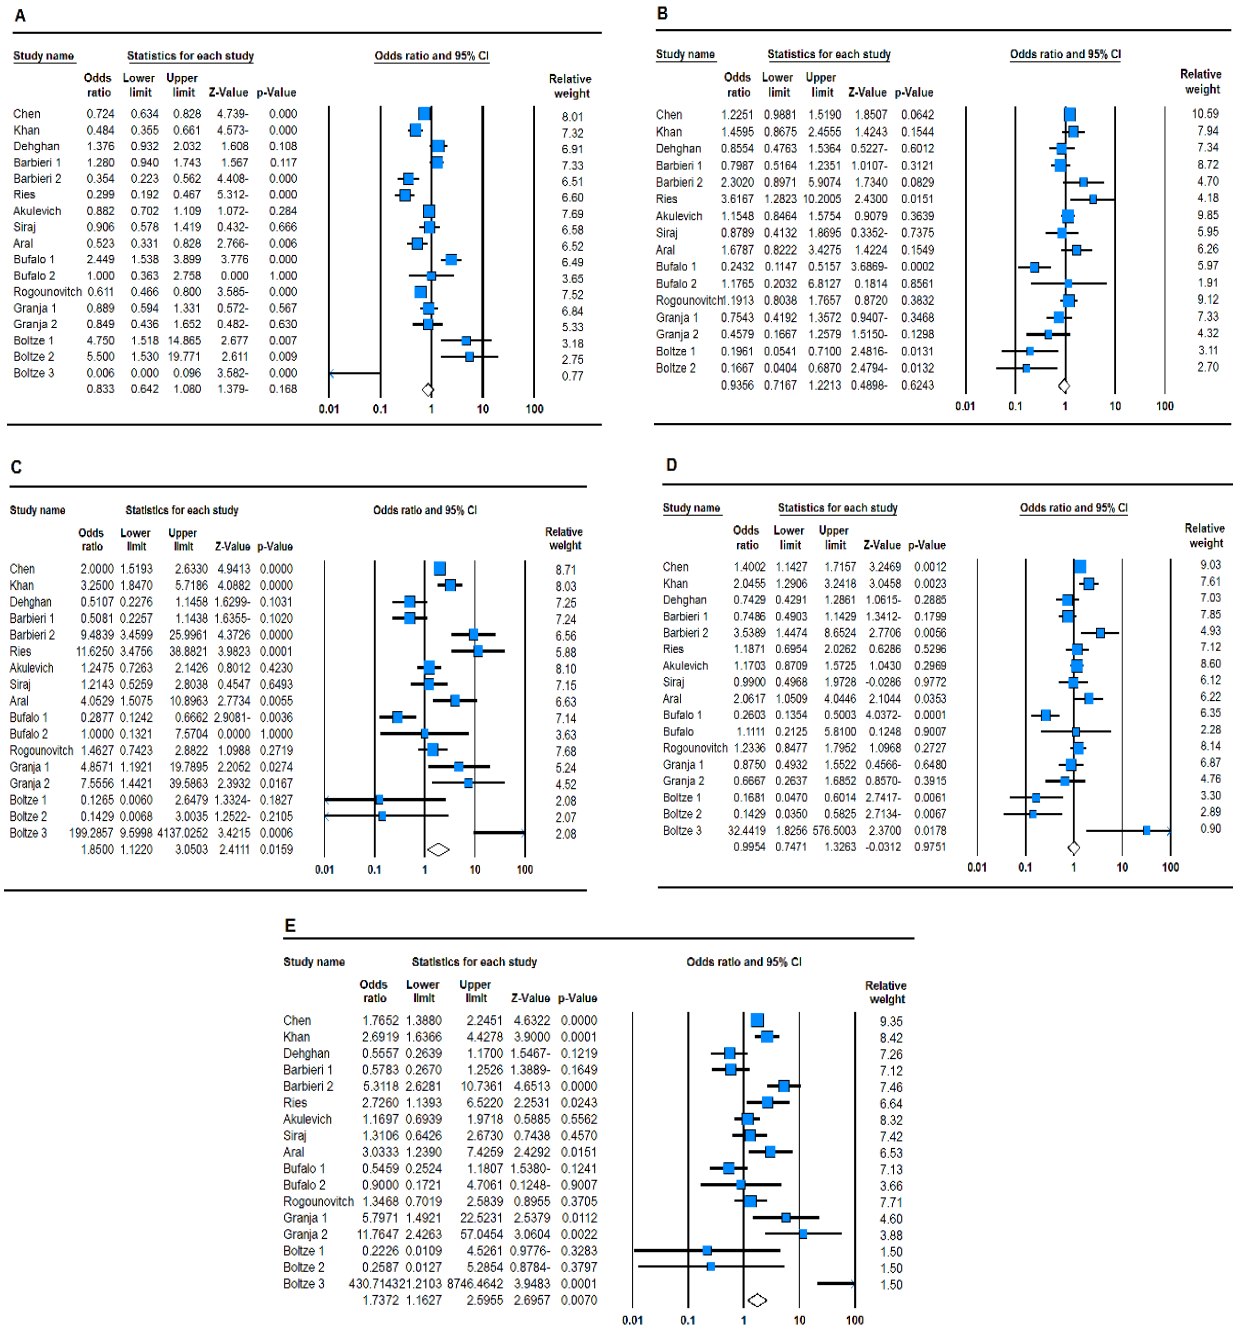 A
Study name Statistics for each study Odds ratio and 95% CI
Odds ratio Lower limit Upper limit Z-Value p-Value Relative weight
Chen 0.724 0.634 0.828 4.739- 0.000 8.01
Khan 0.484 0.355 0.661 4.573- 0.000 7.32
Dehghan 1.376 0.932 2.032 1.608 0.108 6.91
Barbieri 1 1.280 0.940 1.743 1.567 0.117 7.33
Barbieri 2 0.354 0.223 0.562 4.408- 0.000 6.51
Ries 0.299 0.192 0.467 5.312- 0.000 6.60
Akulevich 0.882 0.702 1.109 1.072- 0.284 7.69
Siraj 0.906 0.578 1.419 0.432- 0.666 6.58
Aral 0.523 0.331 0.828 2.766- 0.006 6.52
Bufalo 1 2.449 1.538 3.899 3.776 0.000 6.49
Bufalo 2 1.000 0.363 2.758 0.000 1.000 3.65
Rogounovitch 0.611 0.466 0.800 3.585- 0.000 7.52
Granja 1 0.889 0.594 1.331 0.572- 0.567 6.84
Granja 2 0.849 0.436 1.652 0.482- 0.630 5.33
Boltze 1 4.750 1.518 14.865 2.677 0.007 3.18
Boltze 2 5.500 1.530 19.771 2.611 0.009 2.75
Boltze 3 0.006 0.000 0.096 3.582- 0.000 0.77
0.833 0.642 1.080 1.379- 0.168
0.01 0.1 1 10 100
B
Study name Statistics for each study Odds ratio and 95% CI
Odds ratio Lower limit Upper limit Z-Value p-Value Relative weight
Chen 1.2251 0.9881 1.5190 1.8507 0.0642 10.59
Khan 1.4595 0.8675 2.4555 1.4243 0.1544 7.94
Dehghan 0.8554 0.4763 1.5364 0.5227- 0.6012 7.34
Barbieri 1 0.7987 0.5164 1.2351 1.0107- 0.3121 8.72
Barbieri 2 2.3020 0.8971 5.9074 1.7340 0.0829 4.70
Ries 3.6167 1.2823 10.2005 2.4300 0.0151 4.18
Akulevich 1.1548 0.8464 1.5754 0.9079 0.3639 9.85
Siraj 0.8789 0.4132 1.8695 0.3352- 0.7375 5.95
Aral 1.6787 0.8222 3.4275 1.4224 0.1549 6.26
Bufalo 1 0.2432 0.1147 0.5157 3.6869- 0.0002 5.97
Bufalo 2 1.1765 0.2032 6.8127 0.1814 0.8561 1.91
Rogounovitch 1.1913 0.8038 1.7657 0.8720 0.3832 9.12
Granja 1 0.7543 0.4192 1.3572 0.9407- 0.3468 7.33
Granja 2 0.4579 0.1667 1.2579 1.5150- 0.1298 4.32
Boltze 1 0.1961 0.0541 0.7100 2.4816- 0.0131 3.11
Boltze 2 0.1667 0.0404 0.6870 2.4794- 0.0132 2.70
0.9356 0.7167 1.2213 0.4898- 0.6243
0.01 0.1 1 10 100
C
Study name Statistics for each study Odds ratio and 95% CI
Odds ratio Lower limit Upper limit Z-Value p-Value Relative weight
Chen 2.0000 1.5193 2.6330 4.9413 0.0000 8.71
Khan 3.2500 1.8470 5.7186 4.0882 0.0000 8.03
Dehghan 0.5107 0.2276 1.1458 1.6299- 0.1031 7.25
Barbieri 1 0.5081 0.2257 1.1438 1.6355- 0.1020 7.24
Barbieri 2 9.4839 3.4599 25.9961 4.3726 0.0000 6.56
Ries 11.6250 3.4756 38.8821 3.9823 0.0001 5.88
Akulevich 1.2475 0.7263 2.1426 0.8012 0.4230 8.10
Siraj 1.2143 0.5259 2.8038 0.4547 0.6493 7.15
Aral 4.0529 1.5075 10.8963 2.7734 0.0055 6.63
Bufalo 1 0.2877 0.1242 0.6662 2.9081- 0.0036 7.14
Bufalo 2 1.0000 0.1321 7.5704 0.0000 1.0000 3.63
Rogounovitch 1.4627 0.7423 2.8822 1.0988 0.2719 7.68
Granja 1 4.8571 1.1921 19.7895 2.2052 0.0274 5.24
Granja 2 7.5556 1.4421 39.5863 2.3932 0.0167 4.52
Boltze 1 0.1265 0.0060 2.6479 1.3324- 0.1827 2.08
Boltze 2 0.1429 0.0068 3.0035 1.2522- 0.2105 2.07
Boltze 3 199.2857 9.5998 4137.0252 3.4215 0.0006 2.08
1.8500 1.1220 3.0503 2.4111 0.0159
0.01 0.1 1 10 100
D
Study name Statistics for each study Odds ratio and 95% CI
Odds ratio Lower limit Upper limit Z-Value p-Value Relative weight
Chen 1.4002 1.1427 1.7157 3.2469 0.0012 9.03
Khan 2.0455 1.2906 3.2418 3.0458 0.0023 7.61
Dehghan 0.7429 0.4291 1.2861 1.0615- 0.2885 7.03
Barbieri 1 0.7486 0.4903 1.1429 1.3412- 0.1799 7.85
Barbieri 2 3.5389 1.4474 8.6524 2.7706 0.0056 4.93
Ries 1.1871 0.6954 2.0262 0.6286 0.5296 7.12
Akulevich 1.1703 0.8709 1.5725 1.0430 0.2969 8.60
Siraj 0.9900 0.4968 1.9728 -0.0286 0.9772 6.12
Aral 2.0617 1.0509 4.0446 2.1044 0.0353 6.22
Bufalo 1 0.2603 0.1354 0.5003 4.0372- 0.0001 6.35
Bufalo 1.1111 0.2125 5.8100 0.1248 0.9007 2.28
Rogounovitch 1.2336 0.8477 1.7952 1.0968 0.2727 8.14
Granja 1 0.8750 0.4932 1.5522 0.4566- 0.6480 6.87
Granja 2 0.6667 0.2637 1.6852 0.8570- 0.3915 4.76
Boltze 1 0.1681 0.0470 0.6014 2.7417- 0.0061 3.30
Boltze 2 0.1429 0.0350 0.5825 2.7134- 0.0067 2.89
Boltze 3 32.4419 1.8256 576.5003 2.3700 0.0178 0.90
0.9954 0.7471 1.3263 -0.0312 0.9751
0.01 0.1 1 10 100
E
Study name Statistics for each study Odds ratio and 95% CI
Odds ratio Lower limit Upper limit Z-Value p-Value Relative weight
Chen 1.7652 1.3880 2.2451 4.6322 0.0000 9.35
Khan 2.6919 1.6366 4.4278 3.9000 0.0001 8.42
Dehghan 0.5557 0.2639 1.1700 1.5467- 0.1219 7.26
Barbieri 1 0.5783 0.2670 1.2526 1.3889- 0.1649 7.12
Barbieri 2 5.3118 2.6281 10.7361 4.6513 0.0000 7.46
Ries 2.7260 1.1393 6.5220 2.2531 0.0243 6.64
Akulevich 1.1697 0.6939 1.9718 0.5885 0.5562 8.32
Siraj 1.3106 0.6426 2.6730 0.7438 0.4570 7.42
Aral 3.0333 1.2390 7.4259 2.4292 0.0151 6.53
Bufalo 1 0.5459 0.2524 1.1807 1.5380- 0.1241 7.13
Bufalo 2 0.9000 0.1721 4.7061 0.1248- 0.9007 3.66
Rogounovitch 1.3468 0.7019 2.5839 0.8955 0.3705 7.71
Granja 1 5.7971 1.4921 22.5231 2.5379 0.0112 4.60
Granja 2 11.7647 2.4263 57.0454 3.0604 0.0022 3.88
Boltze 1 0.2226 0.0109 4.5261 0.9776- 0.3283 1.50
Boltze 2 0.2587 0.0127 5.2854 0.8784- 0.3797 1.50
Boltze 3 430.714321.2103 8746.4642 3.9483 0.0001 1.50
1.7372 1.1627 2.5955 2.6957 0.0070
0.01 0.1 1 10 100